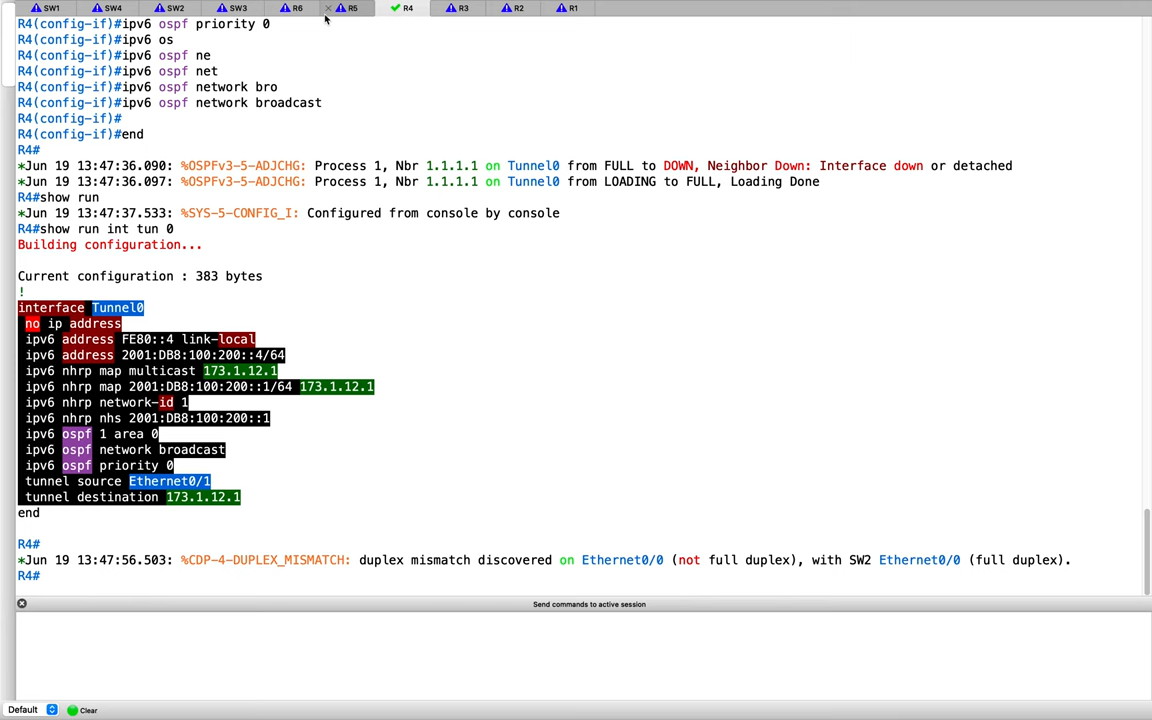 SW1 SW4 SW2 SW3 R6 R5 R4 R3 R2 R1
R4(config-if)#ipv6 ospf priority 0
R4(config-if)#ipv6 os
R4(config-if)#ipv6 ospf ne
R4(config-if)#ipv6 ospf net
R4(config-if)#ipv6 ospf network bro
R4(config-if)#ipv6 ospf network broadcast
R4(config-if)#
R4(config-if)#end
R4#
*Jun 19 13:47:36.090: %OSPFv3-5-ADJCHG: Process 1, Nbr 1.1.1.1 on Tunnel0 from FULL to DOWN, Neighbor Down: Interface down or detached
*Jun 19 13:47:36.097: %OSPFv3-5-ADJCHG: Process 1, Nbr 1.1.1.1 on Tunnel0 from LOADING to FULL, Loading Done
R4#show run
*Jun 19 13:47:37.533: %SYS-5-CONFIG_I: Configured from console by console
R4#show run int tun 0
Building configuration...
Current configuration : 383 bytes
!
interface Tunnel0
no ip address
ipv6 address FE80::4 link-local
ipv6 address 2001:DB8:100:200::4/64
ipv6 nhrp map multicast 173.1.12.1
ipv6 nhrp map 2001:DB8:100:200::1/64 173.1.12.1
ipv6 nhrp network-id 1
ipv6 nhrp nhs 2001:DB8:100:200::1
ipv6 ospf 1 area 0
ipv6 ospf network broadcast
ipv6 ospf priority 0
tunnel source Ethernet0/1
tunnel destination 173.1.12.1
end
R4#
*Jun 19 13:47:56.503: %CDP-4-DUPLEX_MISMATCH: duplex mismatch discovered on Ethernet0/0 (not full duplex), with SW2 Ethernet0/0 (full duplex).
R4#
Send commands to active session
Default Clear